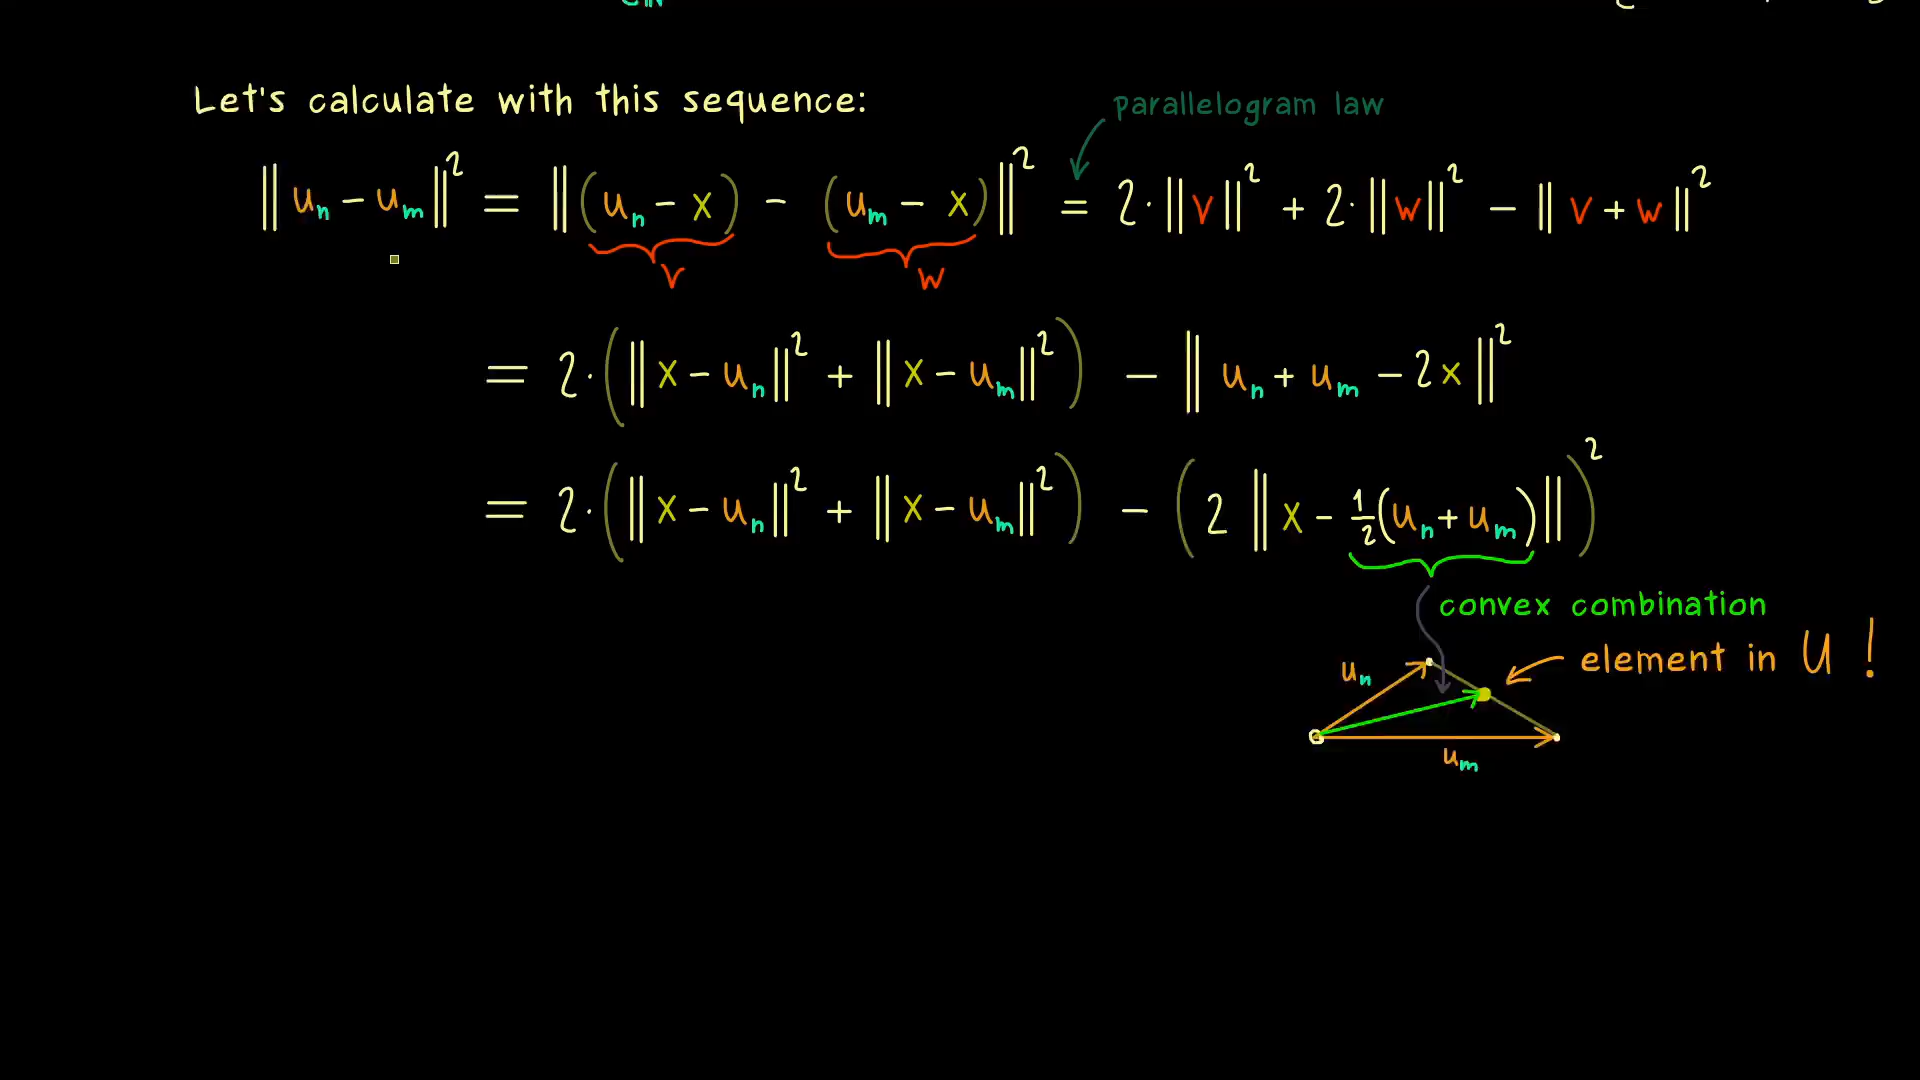 Let's calculate with this sequence:
parallelogram law
‖uₙ − uₘ‖² = ‖(uₙ − x) − (uₘ − x)‖² = 2·‖v‖² + 2·‖w‖² − ‖v + w‖²
v w
= 2·(‖x − uₙ‖² + ‖x − uₘ‖²) − ‖uₙ + uₘ − 2x‖²
= 2·(‖x − uₙ‖² + ‖x − uₘ‖²) − (2 ‖x − ½(uₙ + uₘ)‖)²
convex combination
element in U !
uₙ
uₘ